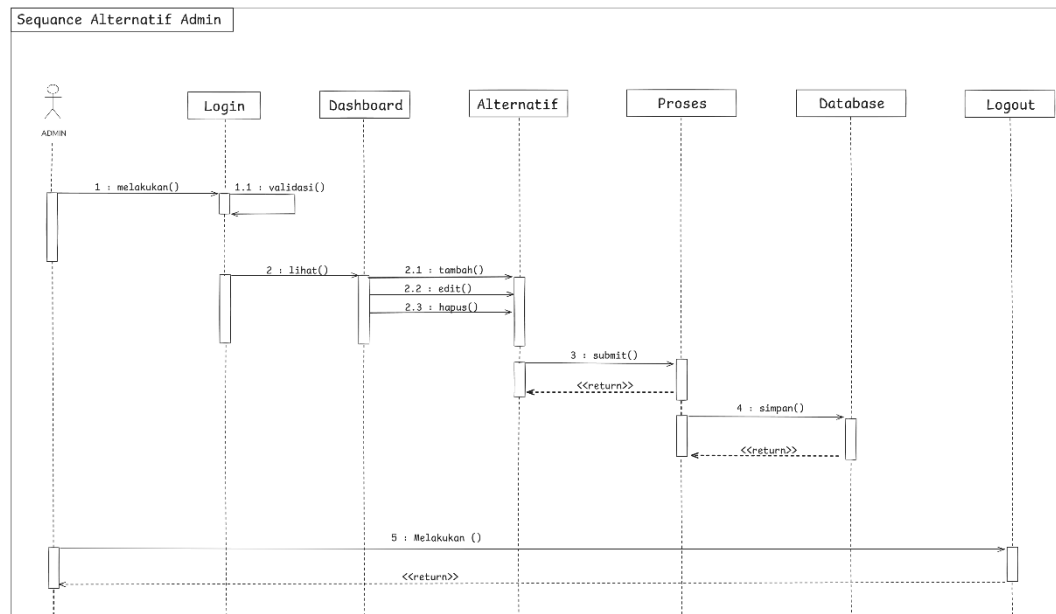 Sequance Alternatif Admin
ADMIN
Login
Dashboard
Alternatif
Proses
Database
Logout
1 : melakukan()
1.1 : validasi()
2 : lihat()
2.1 : tambah()
2.2 : edit()
2.3 : hapus()
3 : submit()
<<return>>
4 : simpan()
<<return>>
5 : Melakukan ()
<<return>>